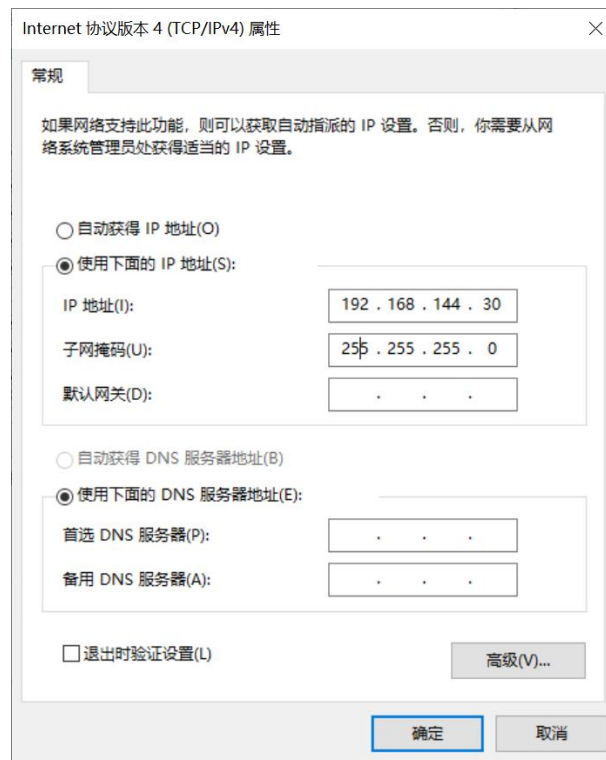 Internet 协议版本 4 (TCP/IPv4) 属性
常规
如果网络支持此功能，则可以获取自动指派的 IP 设置。否则，你需要从网
络系统管理员处获得适当的 IP 设置。
自动获得 IP 地址(O)
使用下面的 IP 地址(S):
IP 地址(I):
192 . 168 . 144 . 30
子网掩码(U):
255 . 255 . 255 . 0
默认网关(D):
. . .
自动获得 DNS 服务器地址(B)
使用下面的 DNS 服务器地址(E):
首选 DNS 服务器(P):
. . .
备用 DNS 服务器(A):
. . .
退出时验证设置(L)
高级(V)...
确定
取消